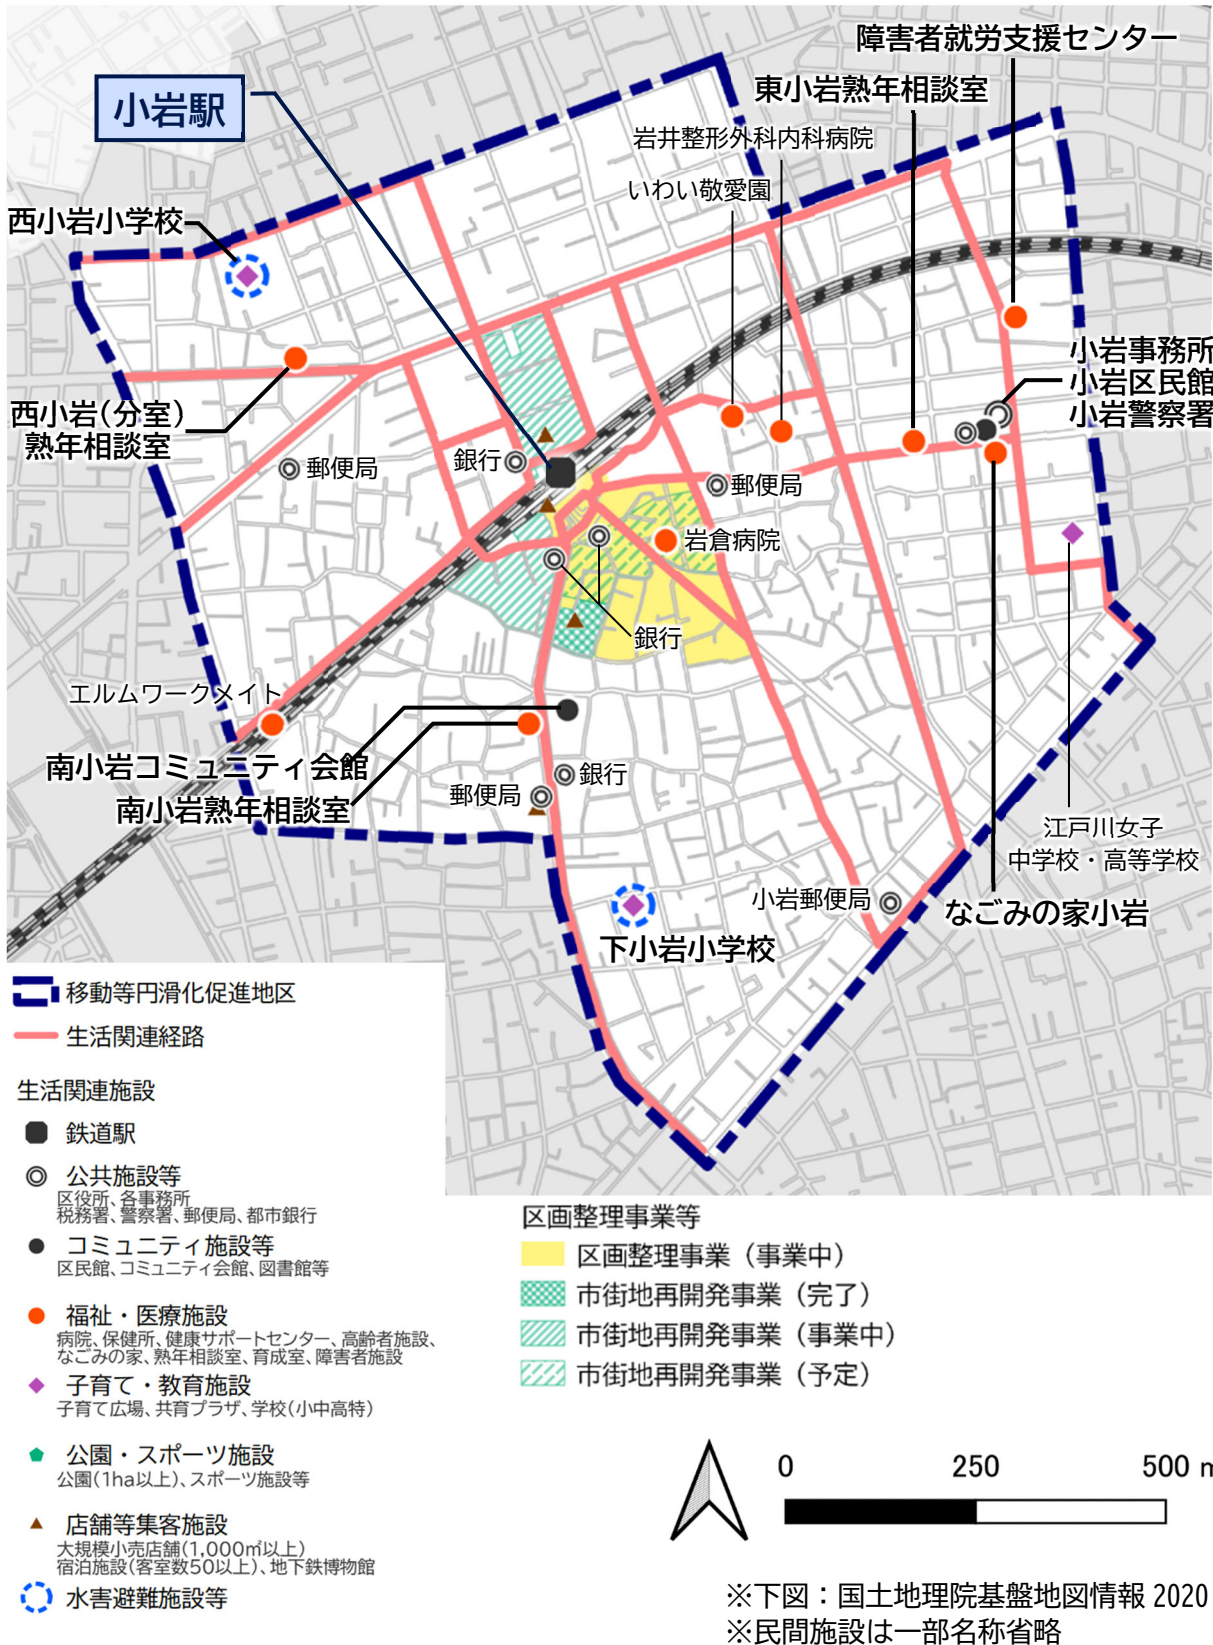 障害者就労支援センター
東小岩熟年相談室
小岩駅
岩井整形外科内科病院
いわい敬愛園
西小岩小学校
小岩事務所
小岩区民館
小岩警察署
西小岩(分室)
熟年相談室
郵便局
銀行
郵便局
岩倉病院
銀行
エルムワークメイト
南小岩コミュニティ会館
銀行
郵便局
南小岩熟年相談室
江戸川女子
中学校・高等学校
小岩郵便局
なごみの家小岩
下小岩小学校
移動等円滑化促進地区
生活関連経路
生活関連施設
鉄道駅
公共施設等
区役所、各事務所
税務署、警察署、郵便局、都市銀行
コミュニティ施設等
区民館、コミュニティ会館、図書館等
福祉・医療施設
病院、保健所、健康サポートセンター、高齢者施設、
なごみの家、熟年相談室、育成室、障害者施設
子育て・教育施設
子育て広場、共育プラザ、学校(小中高特)
公園・スポーツ施設
公園(1ha以上)、スポーツ施設等
店舗等集客施設
大規模小売店舗(1,000㎡以上)
宿泊施設(客室数50以上)、地下鉄博物館
水害避難施設等
区画整理事業等
区画整理事業（事業中）
市街地再開発事業（完了）
市街地再開発事業（事業中）
市街地再開発事業（予定）
0 250 500 m
※下図：国土地理院基盤地図情報 2020
※民間施設は一部名称省略